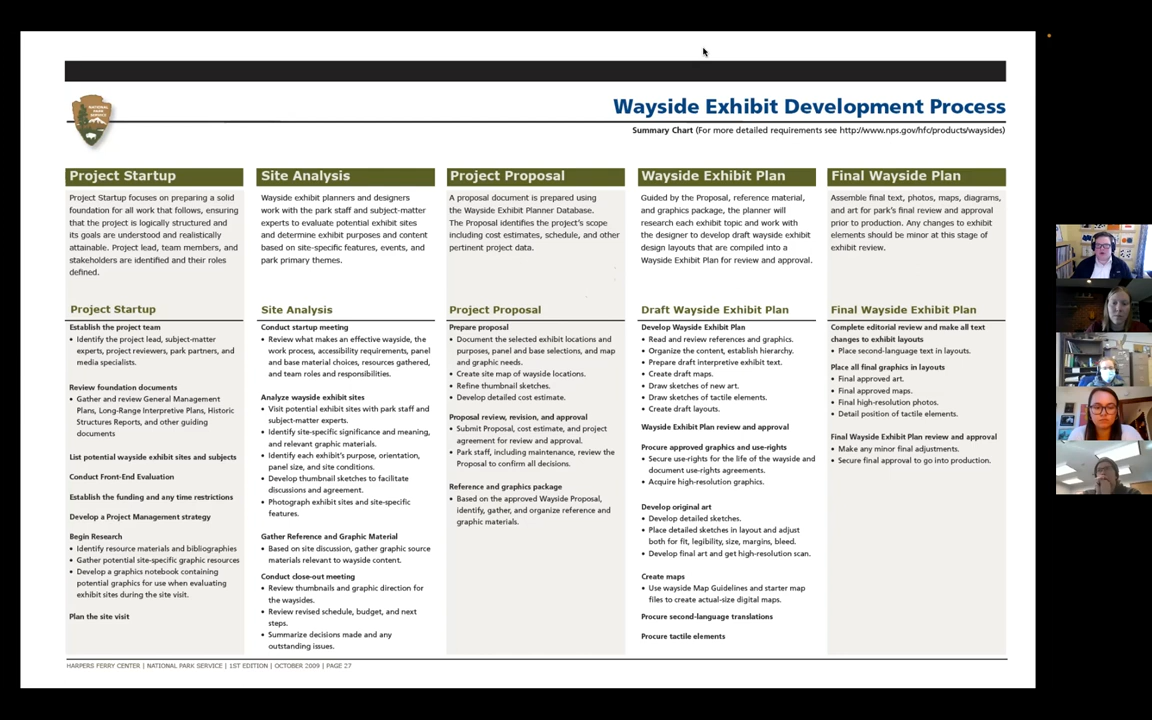 NATIONAL
PARK
SERVICE
Wayside Exhibit Development Process
Summary Chart (For more detailed requirements see http://www.nps.gov/hfc/products/waysides)
Project Startup
Project Startup focuses on preparing a solid
foundation for all work that follows, ensuring
that the project is logically structured and
its goals are understood and realistically
attainable. Project lead, team members, and
stakeholders are identified and their roles
defined.
Project Startup
Establish the project team
• Identify the project lead, subject-matter
experts, project reviewers, park partners, and
media specialists.
Review foundation documents
• Gather and review General Management
Plans, Long-Range Interpretive Plans, Historic
Structures Reports, and other guiding
documents
List potential wayside exhibit sites and subjects
Conduct Front-End Evaluation
Establish the funding and any time restrictions
Develop a Project Management strategy
Begin Research
• Identify resource materials and bibliographies
• Gather potential site-specific graphic resources
• Develop a graphics notebook containing
potential graphics for use when evaluating
exhibit sites during the site visit.
Plan the site visit
Site Analysis
Wayside exhibit planners and designers
work with the park staff and subject-matter
experts to evaluate potential exhibit sites
and determine exhibit purposes and content
based on site-specific features, events, and
park primary themes.
Site Analysis
Conduct startup meeting
• Review what makes an effective wayside, the
work process, accessibility requirements, panel
and base material choices, resources gathered,
and team roles and responsibilities.
Analyze wayside exhibit sites
• Visit potential exhibit sites with park staff and
subject-matter experts.
• Identify site-specific significance and meaning,
and relevant graphic materials.
• Identify each exhibit's purpose, orientation,
panel size, and site conditions.
• Develop thumbnail sketches to facilitate
discussions and agreement.
• Photograph exhibit sites and site-specific
features.
Gather Reference and Graphic Material
• Based on site discussion, gather graphic source
materials relevant to wayside content.
Conduct close-out meeting
• Review thumbnails and graphic direction for
the waysides.
• Review revised schedule, budget, and next
steps.
• Summarize decisions made and any
outstanding issues.
Project Proposal
A proposal document is prepared using
the Wayside Exhibit Planner Database.
The Proposal identifies the project's scope
including cost estimates, schedule, and other
pertinent project data.
Project Proposal
Prepare proposal
• Document the selected exhibit locations and
purposes, panel and base selections, and map
and graphic needs.
• Create site map of wayside locations.
• Refine thumbnail sketches.
• Develop detailed cost estimate.
Proposal review, revision, and approval
• Submit Proposal, cost estimate, and project
agreement for review and approval.
• Park staff, including maintenance, review the
Proposal to confirm all decisions.
Reference and graphics package
• Based on the approved Wayside Proposal,
identify, gather, and organize reference and
graphic materials.
Wayside Exhibit Plan
Guided by the Proposal, reference material,
and graphics package, the planner will
research each exhibit topic and work with
the designer to develop draft wayside exhibit
design layouts that are compiled into a
Wayside Exhibit Plan for review and approval.
Draft Wayside Exhibit Plan
Develop Wayside Exhibit Plan
• Read and review references and graphics.
• Organize the content, establish hierarchy.
• Prepare draft interpretive exhibit text.
• Create draft maps.
• Draw sketches of new art.
• Draw sketches of tactile elements.
• Create draft layouts.
Wayside Exhibit Plan review and approval
Procure approved graphics and use-rights
• Secure use-rights for the life of the wayside and
document use-rights agreements.
• Acquire high-resolution graphics.
Develop original art
• Develop detailed sketches.
• Place detailed sketches in layout and adjust
both for fit, legibility, size, margins, bleed.
• Develop final art and get high-resolution scan.
Create maps
• Use wayside Map Guidelines and starter map
files to create actual-size digital maps.
Procure second-language translations
Procure tactile elements
Final Wayside Plan
Assemble final text, photos, maps, diagrams,
and art for park's final review and approval
prior to production. Any changes to exhibit
elements should be minor at this stage of
exhibit review.
Final Wayside Exhibit Plan
Complete editorial review and make all text
changes to exhibit layouts
• Place second-language text in layouts.
Place all final graphics in layouts
• Final approved art.
• Final approved maps.
• Final high-resolution photos.
• Detail position of tactile elements.
Final Wayside Exhibit Plan review and approval
• Make any minor final adjustments.
• Secure final approval to go into production.
HARPERS FERRY CENTER | NATIONAL PARK SERVICE | 1ST EDITION | OCTOBER 2009 | PAGE 27